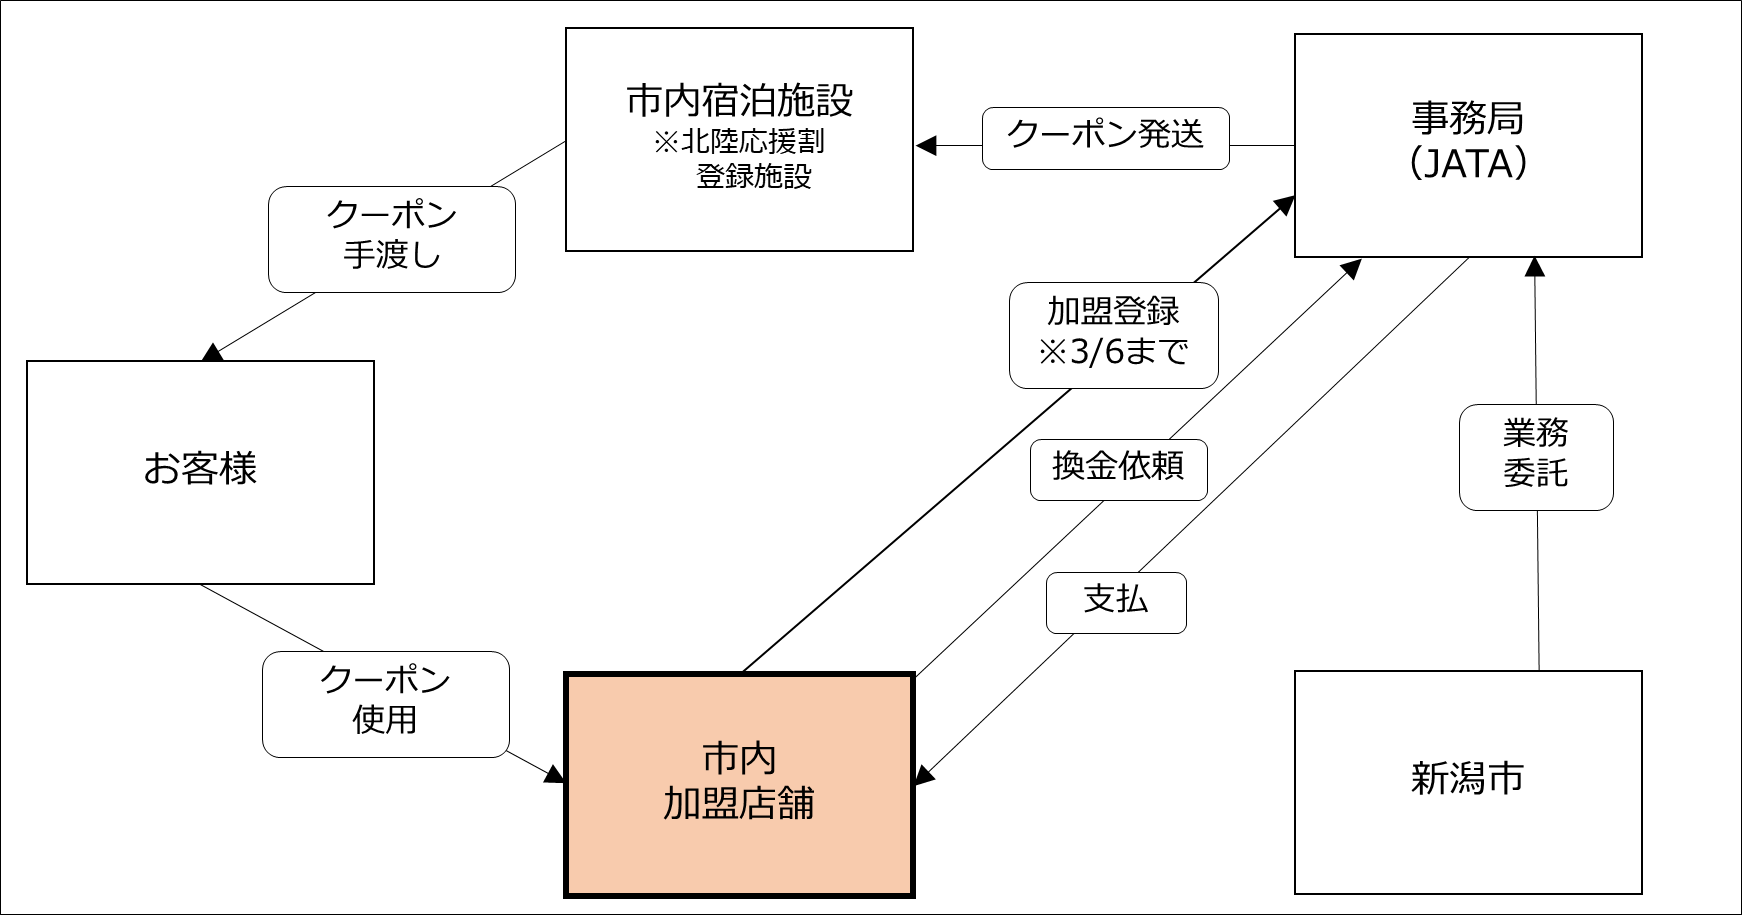 市内宿泊施設
※北陸応援割
登録施設
クーポン発送
事務局
（JATA）
クーポン
手渡し
加盟登録
※3/6まで
お客様
換金依頼
業務
委託
支払
クーポン
使用
市内
加盟店舗
新潟市